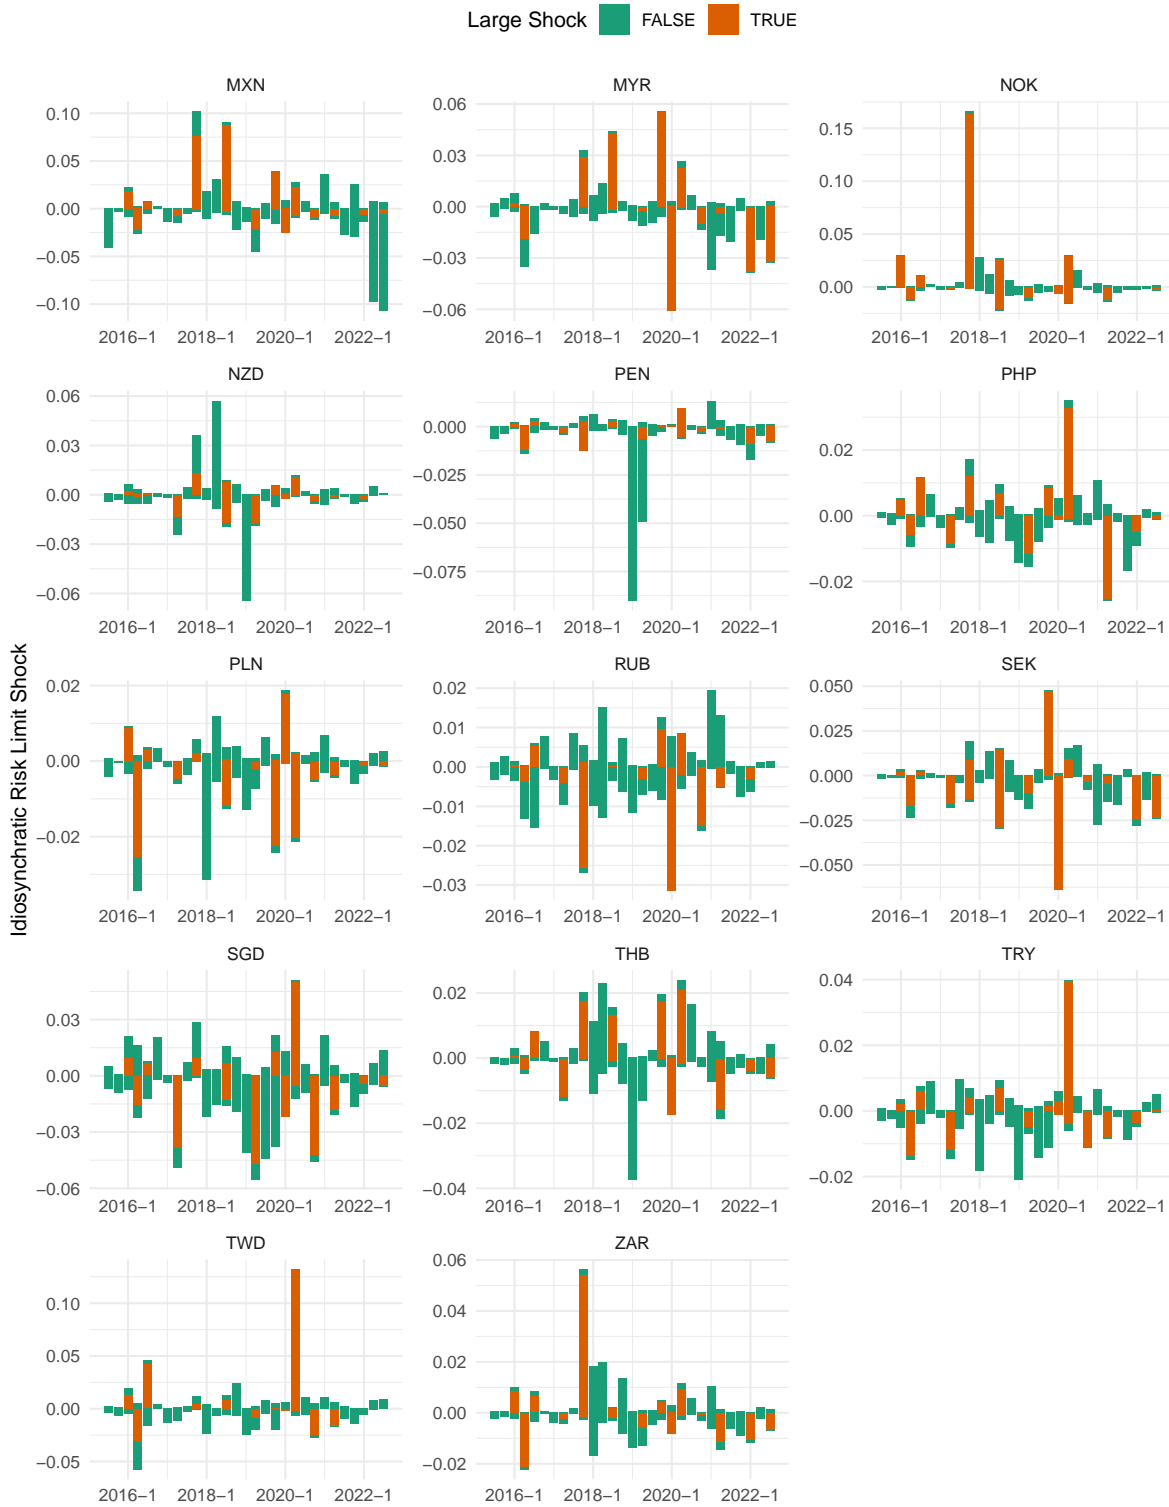 Large Shock FALSE TRUE
MXN MYR NOK
0.10 0.05 0.00 −0.05 −0.10
0.06 0.03 0.00 −0.03 −0.06
0.15 0.10 0.05 0.00
2016−1 2018−1 2020−1 2022−1 2016−1 2018−1 2020−1 2022−1 2016−1 2018−1 2020−1 2022−1
NZD PEN PHP
0.06 0.03 0.00 −0.03 −0.06
0.000 −0.025 −0.050 −0.075
0.02 0.00 −0.02
2016−1 2018−1 2020−1 2022−1 2016−1 2018−1 2020−1 2022−1 2016−1 2018−1 2020−1 2022−1
Idiosynchratic Risk Limit Shock
PLN RUB SEK
0.02 0.00 −0.02
0.02 0.01 0.00 −0.01 −0.02 −0.03
0.050 0.025 0.000 −0.025 −0.050
2016−1 2018−1 2020−1 2022−1 2016−1 2018−1 2020−1 2022−1 2016−1 2018−1 2020−1 2022−1
SGD THB TRY
0.03 0.00 −0.03 −0.06
0.02 0.00 −0.02 −0.04
0.04 0.02 0.00 −0.02
2016−1 2018−1 2020−1 2022−1 2016−1 2018−1 2020−1 2022−1 2016−1 2018−1 2020−1 2022−1
TWD ZAR
0.10 0.05 0.00 −0.05
0.06 0.04 0.02 0.00 −0.02
2016−1 2018−1 2020−1 2022−1 2016−1 2018−1 2020−1 2022−1